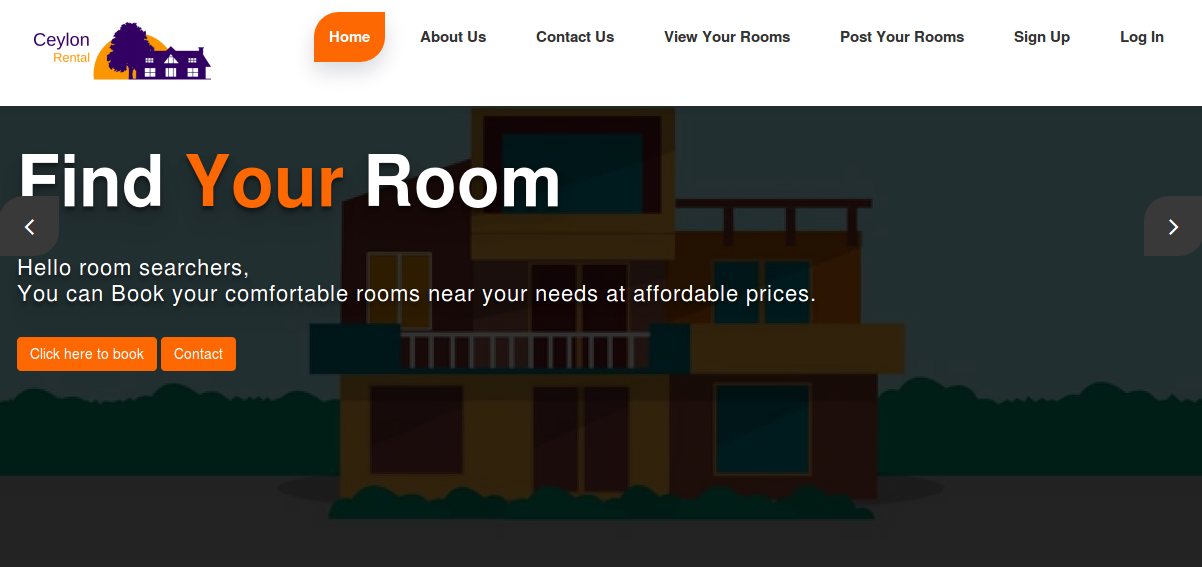 Ceylon
Rental
Home About Us Contact Us View Your Rooms Post Your Rooms Sign Up Log In
Find Your Room
Hello room searchers,
You can Book your comfortable rooms near your needs at affordable prices.
Click here to book Contact